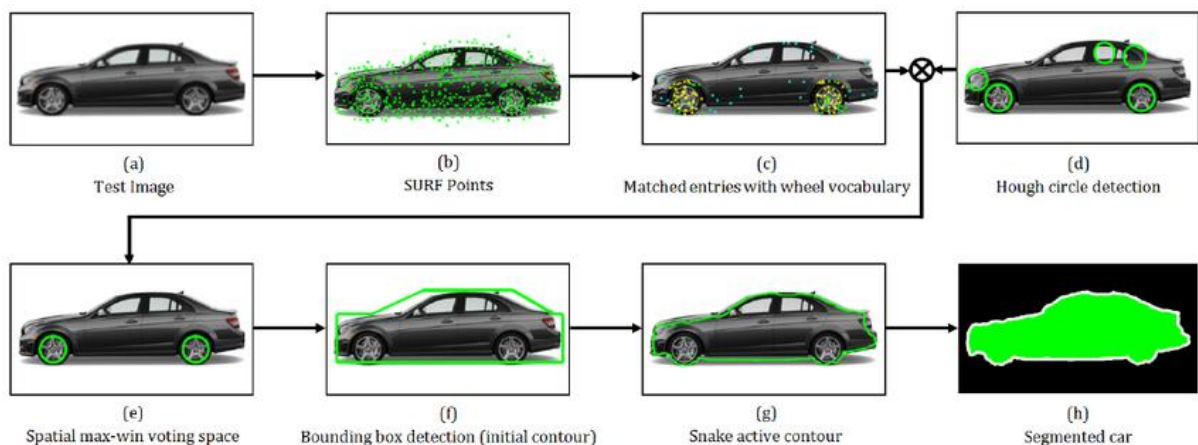 (a)
Test Image
(b)
SURF Points
(c)
Matched entries with wheel vocabulary
(d)
Hough circle detection
(e)
Spatial max-win voting space
(f)
Bounding box detection (initial contour)
(g)
Snake active contour
(h)
Segmented car